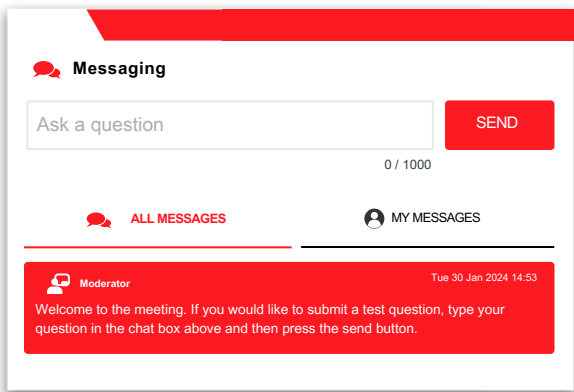 Messaging
Ask a question
SEND
0 / 1000
ALL MESSAGES
MY MESSAGES
Moderator
Tue 30 Jan 2024 14:53
Welcome to the meeting. If you would like to submit a test question, type your
question in the chat box above and then press the send button.